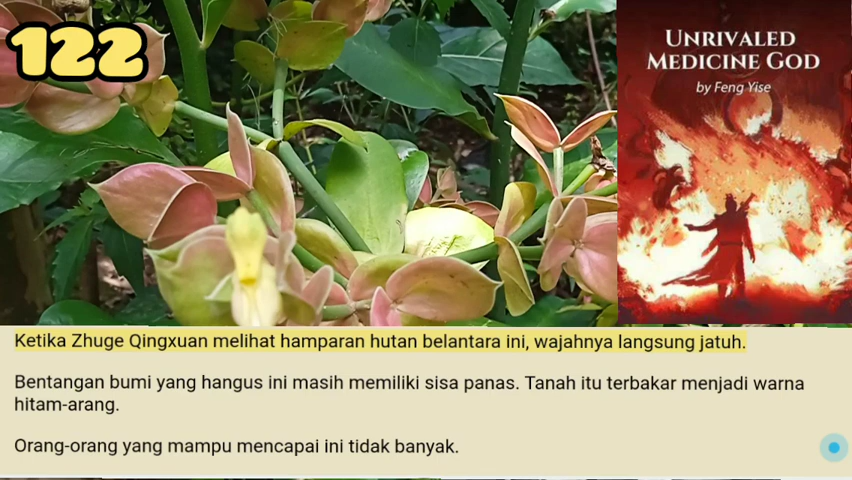 122
UNRIVALED
MEDICINE GOD
by Feng Yise
Ketika Zhuge Qingxuan melihat hamparan hutan belantara ini, wajahnya langsung jatuh.
Bentangan bumi yang hangus ini masih memiliki sisa panas. Tanah itu terbakar menjadi warna
hitam-arang.
Orang-orang yang mampu mencapai ini tidak banyak.